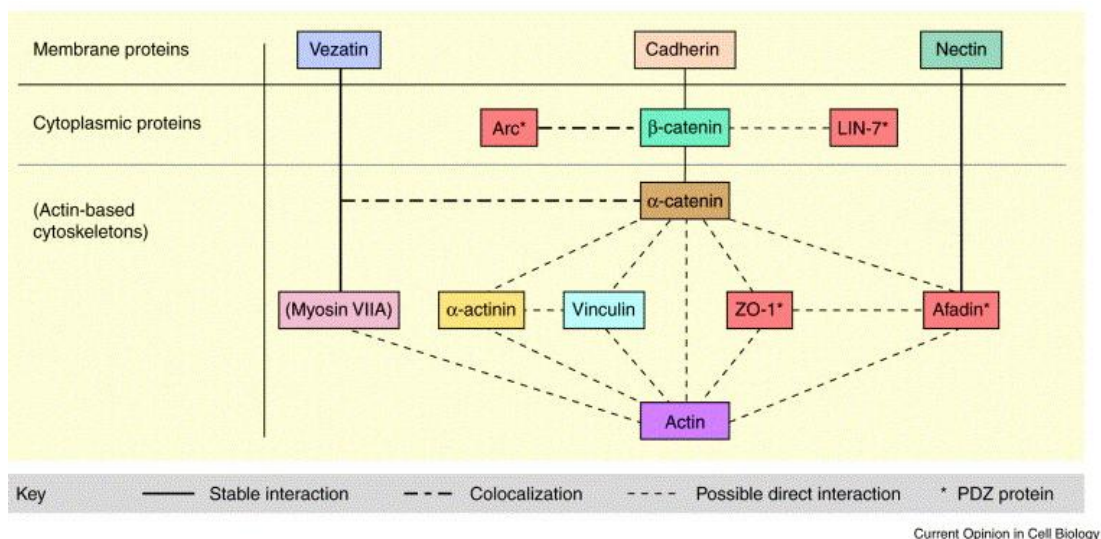 Membrane proteins Vezatin Cadherin Nectin
Cytoplasmic proteins Arc* β-catenin LIN-7*
α-catenin
(Actin-based
cytoskeletons)
(Myosin VIIA) α-actinin Vinculin ZO-1* Afadin*
Actin
Key Stable interaction Colocalization Possible direct interaction * PDZ protein
Current Opinion in Cell Biology